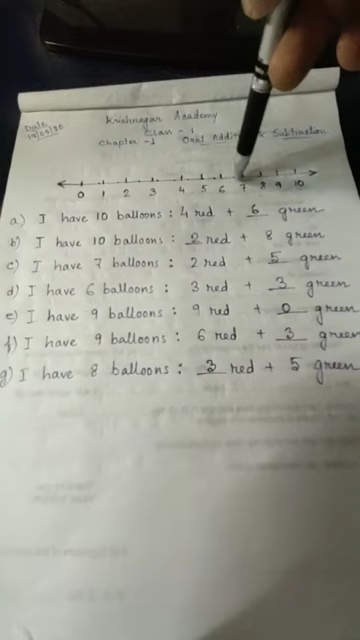 Date:
19/05/20
Krishnagar Academy
Class - 1
Chapter - 1 Oral Addition & Subtraction
0 1 2 3 4 5 6 7 8 9 10
a) I have 10 balloons : 4 red + 6 green
b) I have 10 balloons : 2 red + 8 green
c) I have 7 balloons : 2 red + 5 green
d) I have 6 balloons : 3 red + 3 green
e) I have 9 balloons : 9 red + 0 green
f) I have 9 balloons : 6 red + 3 green
g) I have 8 balloons : 3 red + 5 green